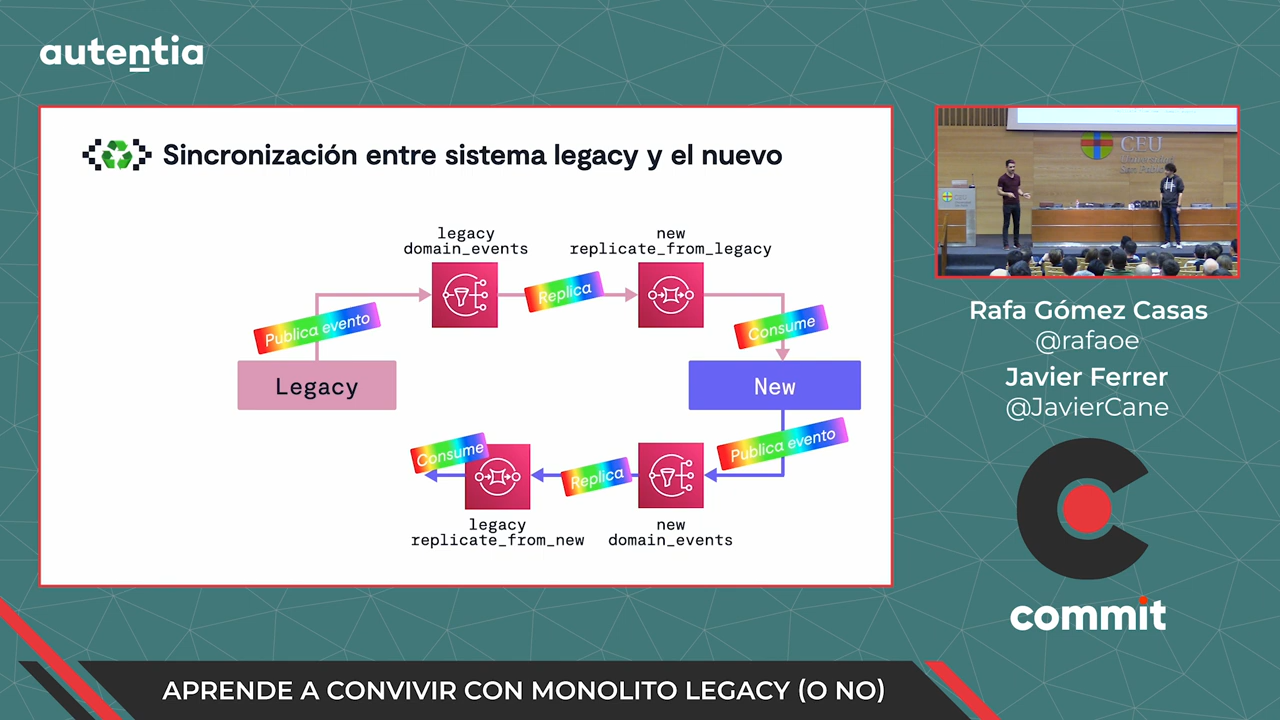 autentia
Sincronización entre sistema legacy y el nuevo
legacy
domain_events
new
replicate_from_legacy
Publica evento
Replica
Consume
Legacy
New
Consume
Replica
Publica evento
legacy
replicate_from_new
new
domain_events
CEU
Rafa Gómez Casas
@rafaoe
Javier Ferrer
@JavierCane
commit
APRENDE A CONVIVIR CON MONOLITO LEGACY (O NO)